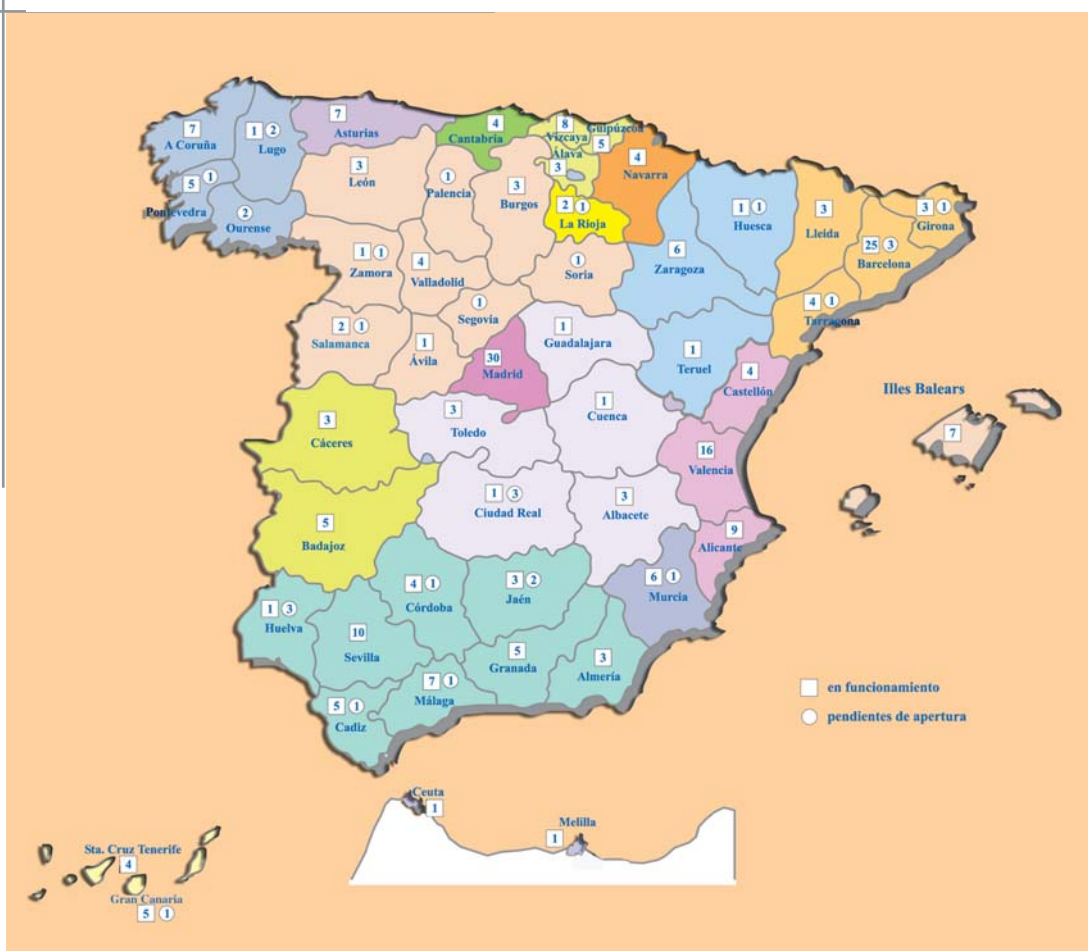 7
A Coruña
1 2
Lugo
5 1
Pontevedra
2
Ourense
7
Asturias
4
Cantabria
8
Vizcaya
Guipúzcoa
5
Álava
3
4
Navarra
3
León
1
Palencia
3
Burgos
2 1
La Rioja
1 1
Zamora
4
Valladolid
1
Soria
1
Segovia
2 1
Salamanca
1
Ávila
6
Zaragoza
1 1
Huesca
1
Teruel
3
Lleida
3 1
Girona
25 3
Barcelona
4 1
Tarragona
30
Madrid
1
Guadalajara
1
Cuenca
3
Toledo
1 3
Ciudad Real
3
Albacete
4
Castellón
16
Valencia
9
Alicante
Illes Balears
7
3
Cáceres
5
Badajoz
6 1
Murcia
1 3
Huelva
10
Sevilla
4 1
Córdoba
3 2
Jaén
5
Granada
3
Almería
7 1
Málaga
5 1
Cadiz
en funcionamiento
pendientes de apertura
Ceuta
1
Melilla
1
Sta. Cruz Tenerife
4
Gran Canaria
5 1